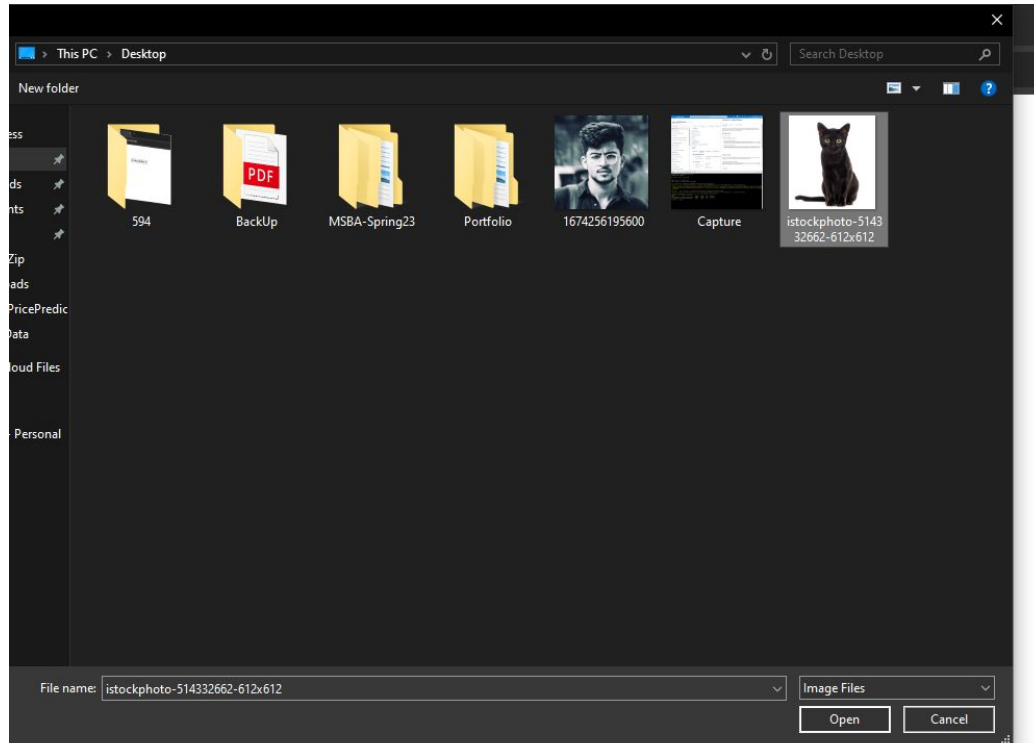 This PC > Desktop
Search Desktop
New folder
?
ess
ds
nts
Zip
ads
PricePredic
Data
loud Files
- Personal
PDF
594
BackUp
MSBA-Spring23
Portfolio
1674256195600
Capture
istockphoto-5143
32662-612x612
File name: istockphoto-514332662-612x612
Image Files
Open
Cancel